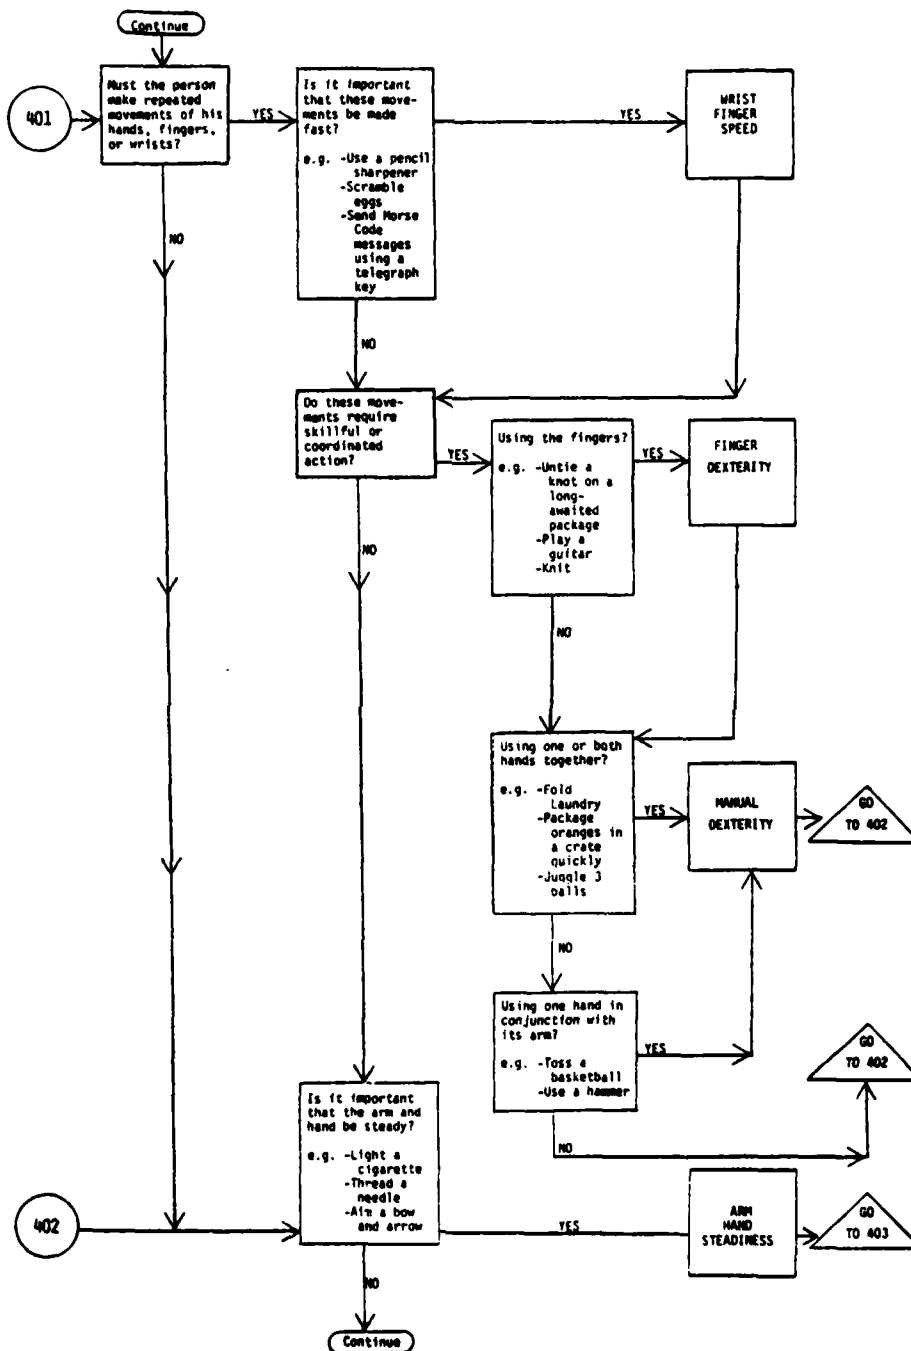 Continue
401
Must the person
make repeated
movements of his
hands, fingers,
or wrists?
YES
Is it important
that these move-
ments be made
fast?
e.g. -Use a pencil
sharpener
-Scramble
eggs
-Send Morse
Code
messages
using a
telegraph
key
YES
WRIST
FINGER
SPEED
NO
NO
Do these move-
ments require
skillful or
coordinated
action?
YES
Using the fingers?
e.g. -Untie a
knot on a
long-
awaited
package
-Play a
guitar
-Knit
YES
FINGER
DEXTERITY
NO
NO
Using one or both
hands together?
e.g. -Fold
Laundry
-Package
oranges in
a crate
quickly
-Juggle 3
balls
YES
MANUAL
DEXTERITY
GO
TO 402
NO
Using one hand in
conjunction with
its arm?
e.g. -Toss a
basketball
-Use a hammer
YES
GO
TO 402
NO
Is it important
that the arm and
hand be steady?
e.g. -Light a
cigarette
-Thread a
needle
-Aim a bow
and arrow
402
YES
ARM
HAND
STEADINESS
GO
TO 403
NO
Continue